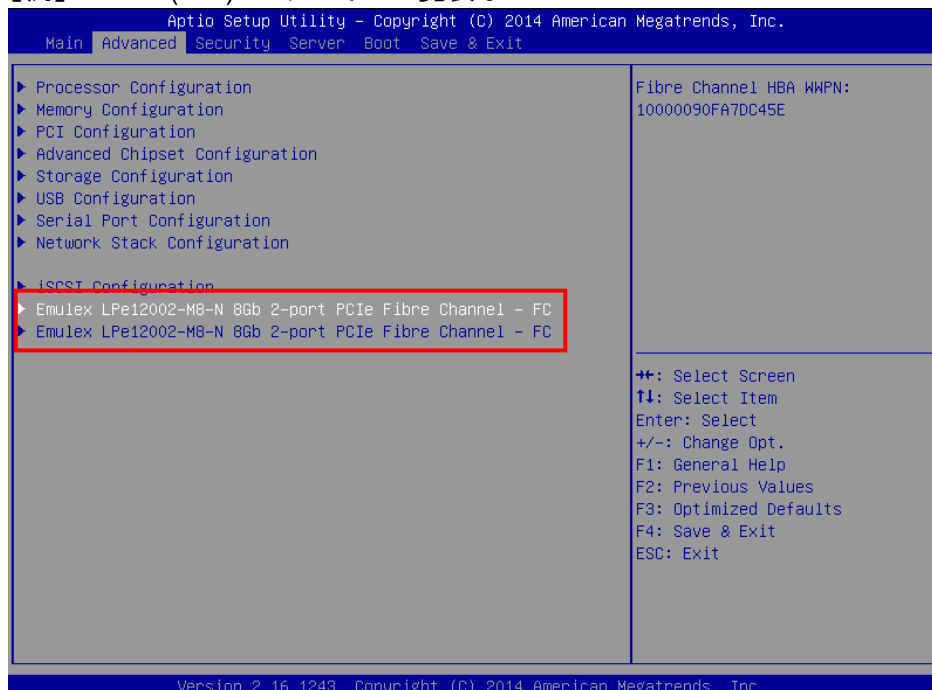 Aptio Setup Utility – Copyright (C) 2014 American Megatrends, Inc.
Main Advanced Security Server Boot Save & Exit
Processor Configuration
Memory Configuration
PCI Configuration
Advanced Chipset Configuration
Storage Configuration
USB Configuration
Serial Port Configuration
Network Stack Configuration
iSCSI Configuration
Emulex LPe12002-M8-N 8Gb 2-port PCIe Fibre Channel – FC
Emulex LPe12002-M8-N 8Gb 2-port PCIe Fibre Channel – FC
Fibre Channel HBA WWPN:
10000090FA7DC45E
→←: Select Screen
↑↓: Select Item
Enter: Select
+/-: Change Opt.
F1: General Help
F2: Previous Values
F3: Optimized Defaults
F4: Save & Exit
ESC: Exit
Version 2.16.1243. Copyright (C) 2014 American Megatrends, Inc.